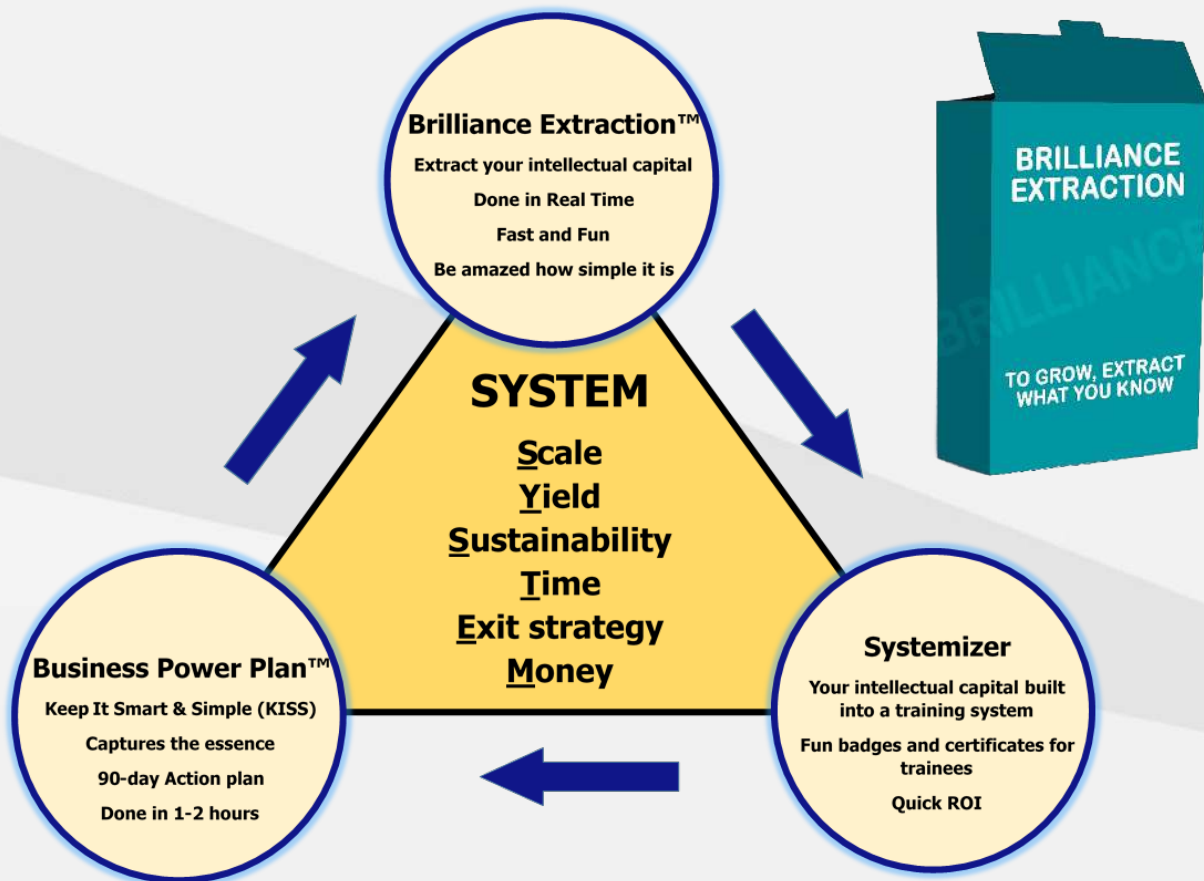 Brilliance Extraction™
Extract your intellectual capital
Done in Real Time
Fast and Fun
Be amazed how simple it is
BRILLIANCE
EXTRACTION
BRILLIANCE
TO GROW, EXTRACT
WHAT YOU KNOW
SYSTEM
Scale
Yield
Sustainability
Time
Exit strategy
Money
Business Power Plan™
Keep It Smart & Simple (KISS)
Captures the essence
90-day Action plan
Done in 1-2 hours
Systemizer
Your intellectual capital built
into a training system
Fun badges and certificates for
trainees
Quick ROI